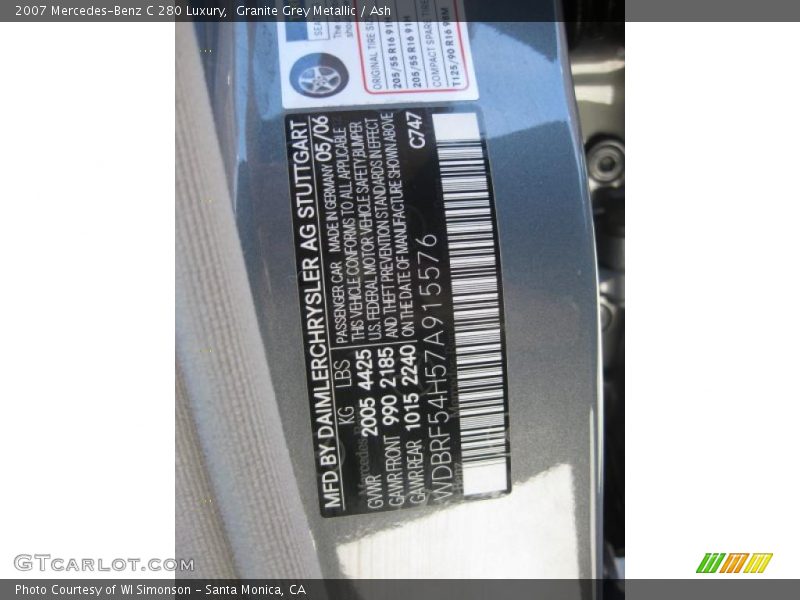 2007 Mercedes-Benz C 280 Luxury, Granite Grey Metallic / Ash
ORIGINAL TIRE SIZE
205/55 R16 91H
205/55 R16 91H
COMPACT SPARE TIRE
T125/90 R16 98M
MFD BY DAIMLERCHRYSLER AG STUTTGART
KG LBS
PASSENGER CAR MADE IN GERMANY 05/06
GVWR 2005 4425
GAWR FRONT 990 2185
GAWR REAR 1015 2240
THIS VEHICLE CONFORMS TO ALL APPLICABLE
U.S. FEDERAL MOTOR VEHICLE SAFETY, BUMPER
AND THEFT PREVENTION STANDARDS IN EFFECT
ON THE DATE OF MANUFACTURE SHOWN ABOVE
C747
WDBRF54H57A915576
GTCarlot.com
Photo Courtesy of WI Simonson - Santa Monica, CA